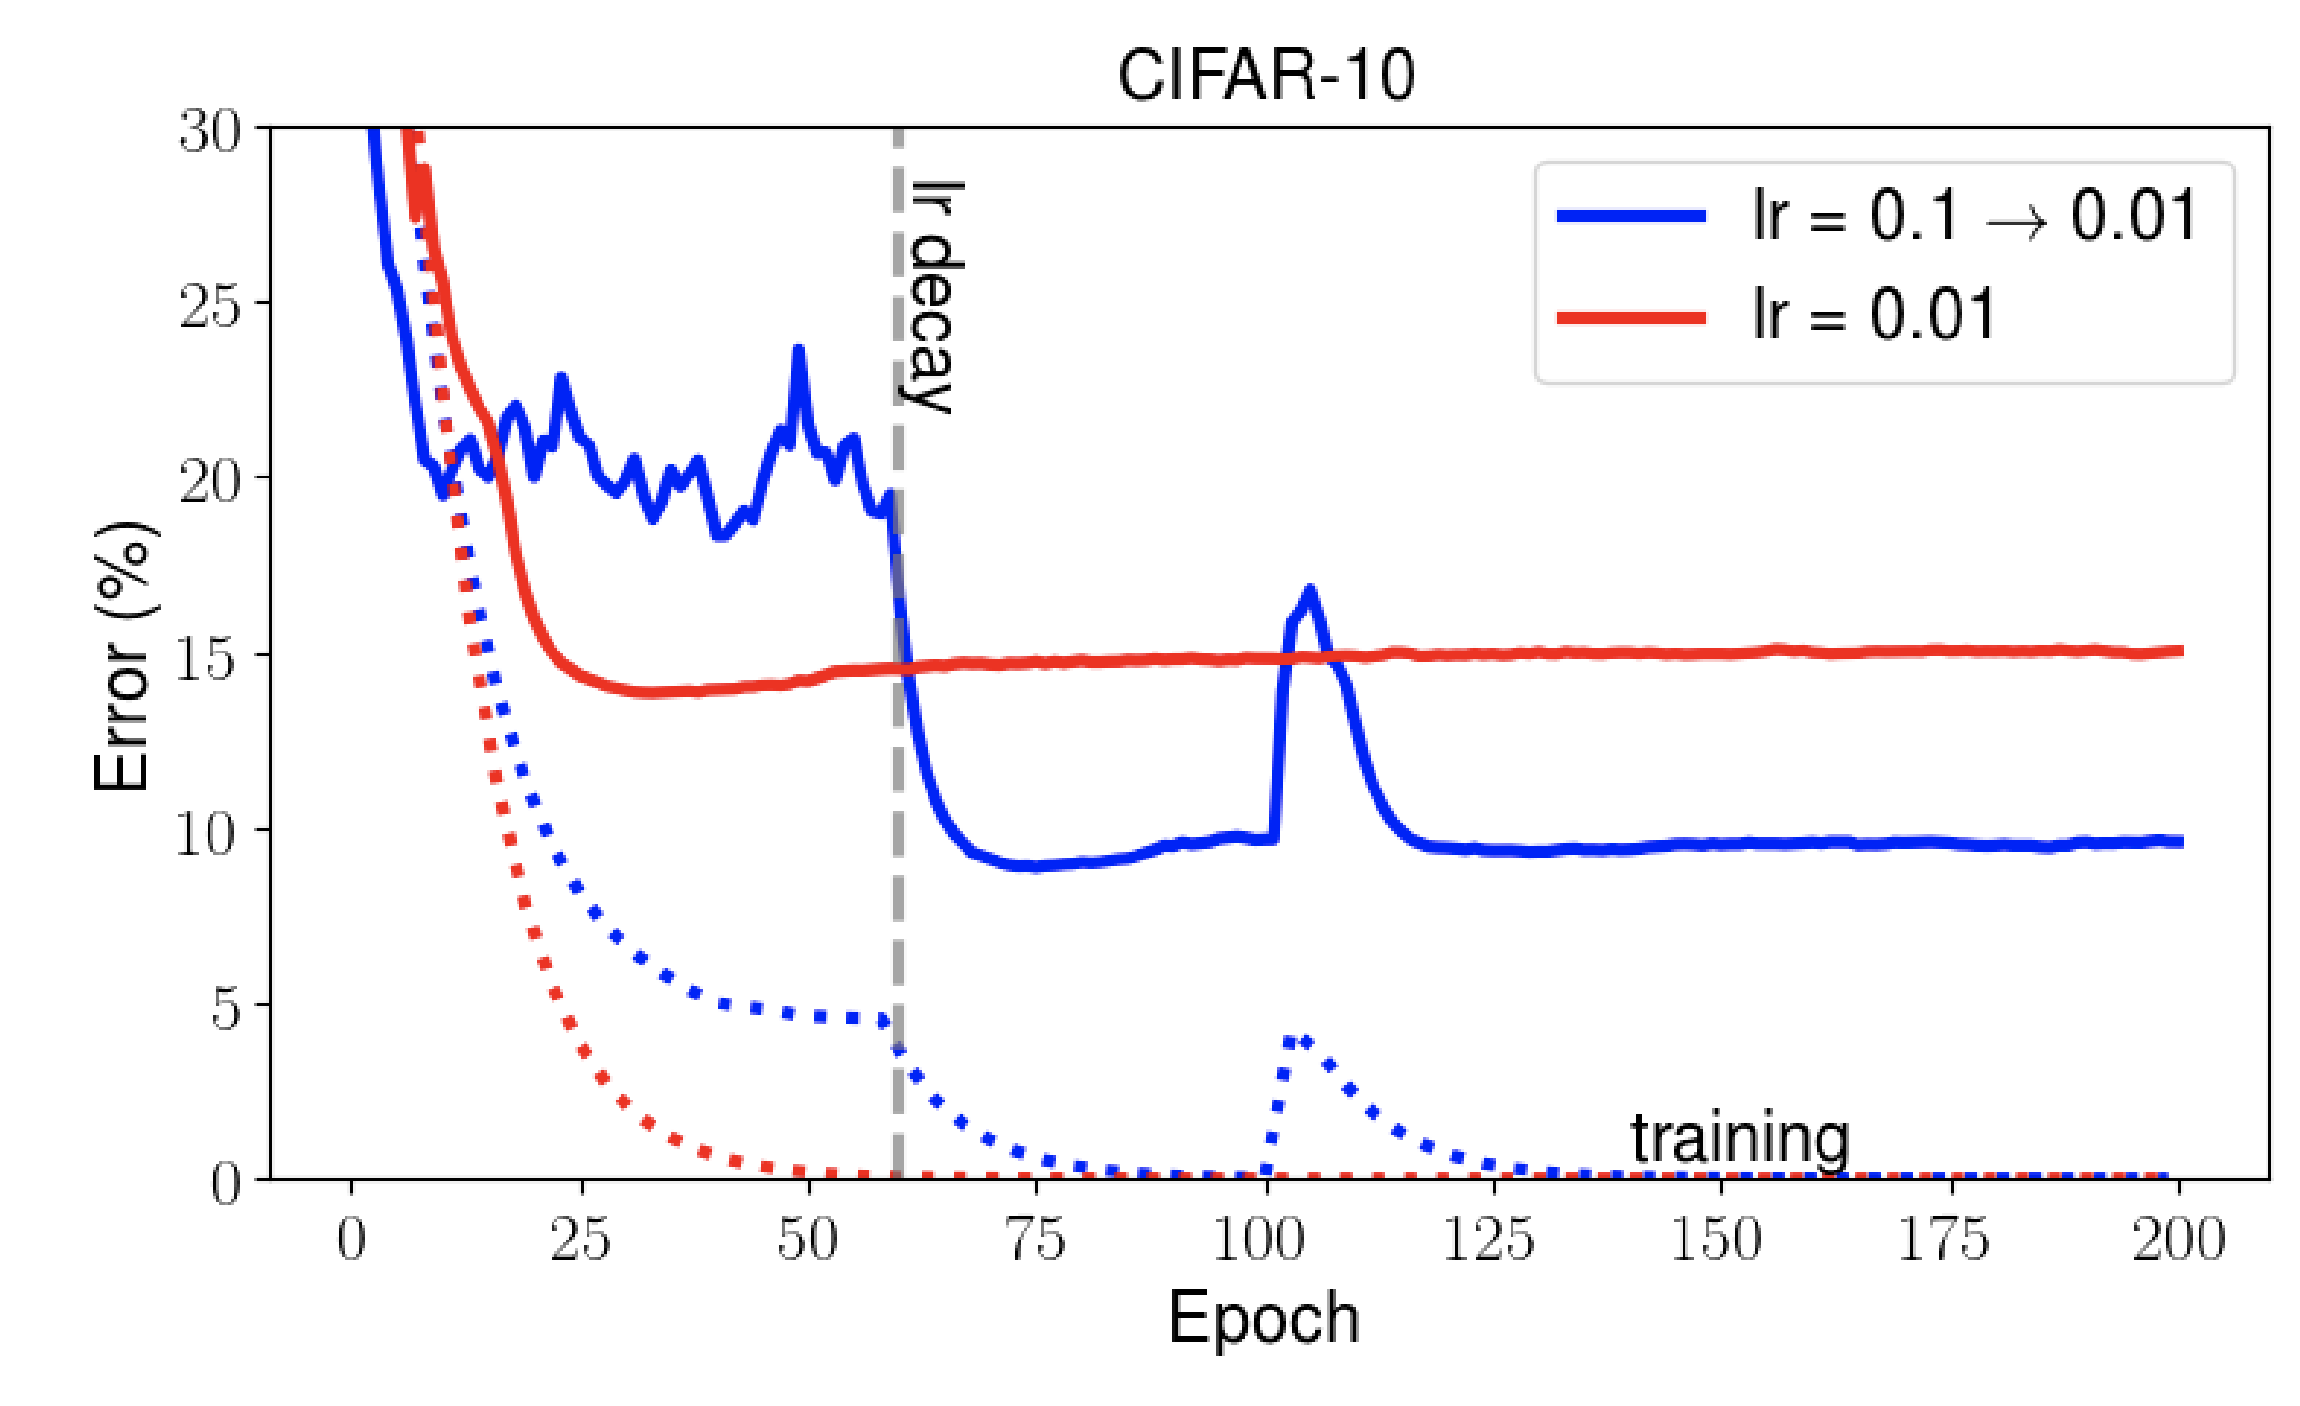 CIFAR-10
30
25
20
15
10
5
0
Error (%)
lr decay
lr = 0.1 → 0.01
lr = 0.01
training
0 25 50 75 100 125 150 175 200
Epoch